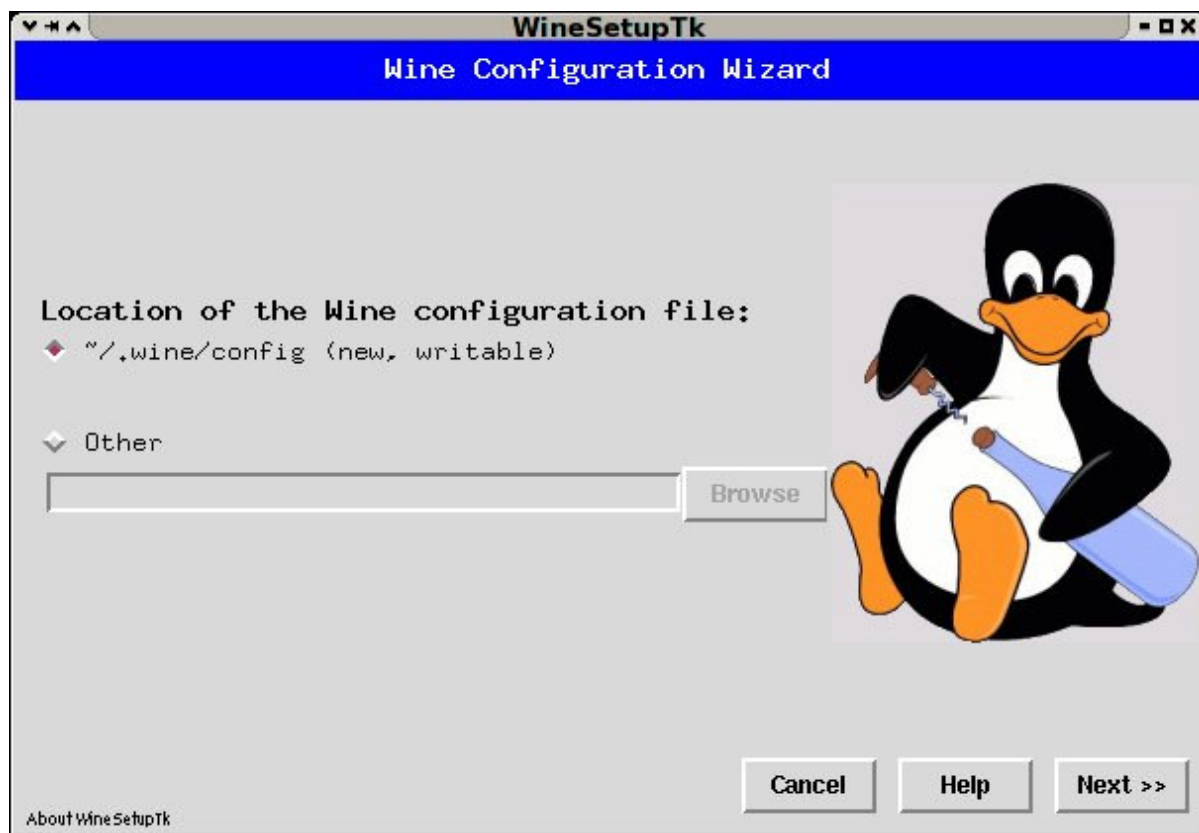 WineSetupTk
Wine Configuration Wizard
Location of the Wine configuration file:
~/.wine/config (new, writable)
Other
Browse
Cancel Help Next >>
About WineSetupTk